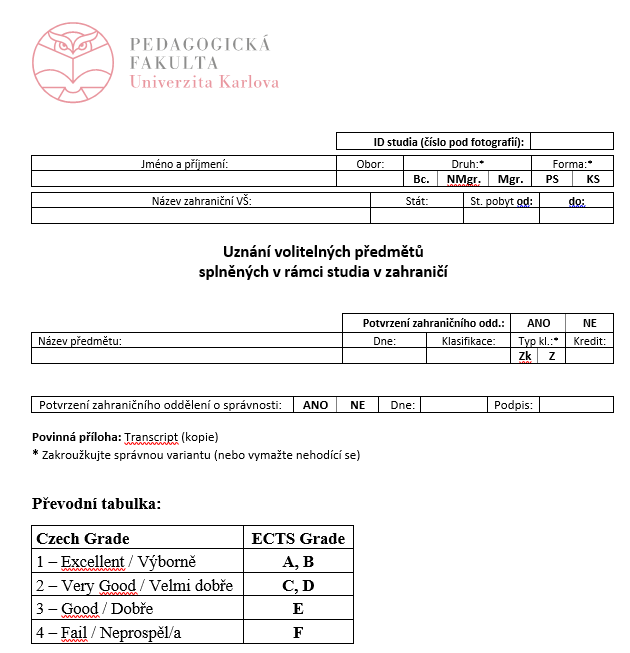 PEDAGOGICKÁ
FAKULTA
Univerzita Karlova
ID studia (číslo pod fotografií):
Jméno a příjmení: Obor: Druh:* Forma:*
Bc. NMgr. Mgr. PS KS
Název zahraniční VŠ: Stát: St. pobyt od: do:
Uznání volitelných předmětů
splněných v rámci studia v zahraničí
Potvrzení zahraničního odd.: ANO NE
Název předmětu: Dne: Klasifikace: Typ kl.:* Kredit:
Zk Z
Potvrzení zahraničního oddělení o správnosti: ANO NE Dne: Podpis:
Povinná příloha: Transcript (kopie)
* Zakroužkujte správnou variantu (nebo vymažte nehodící se)
Převodní tabulka:
Czech Grade ECTS Grade
1 – Excellent / Výborně A, B
2 – Very Good / Velmi dobře C, D
3 – Good / Dobře E
4 – Fail / Neprospěl/a F